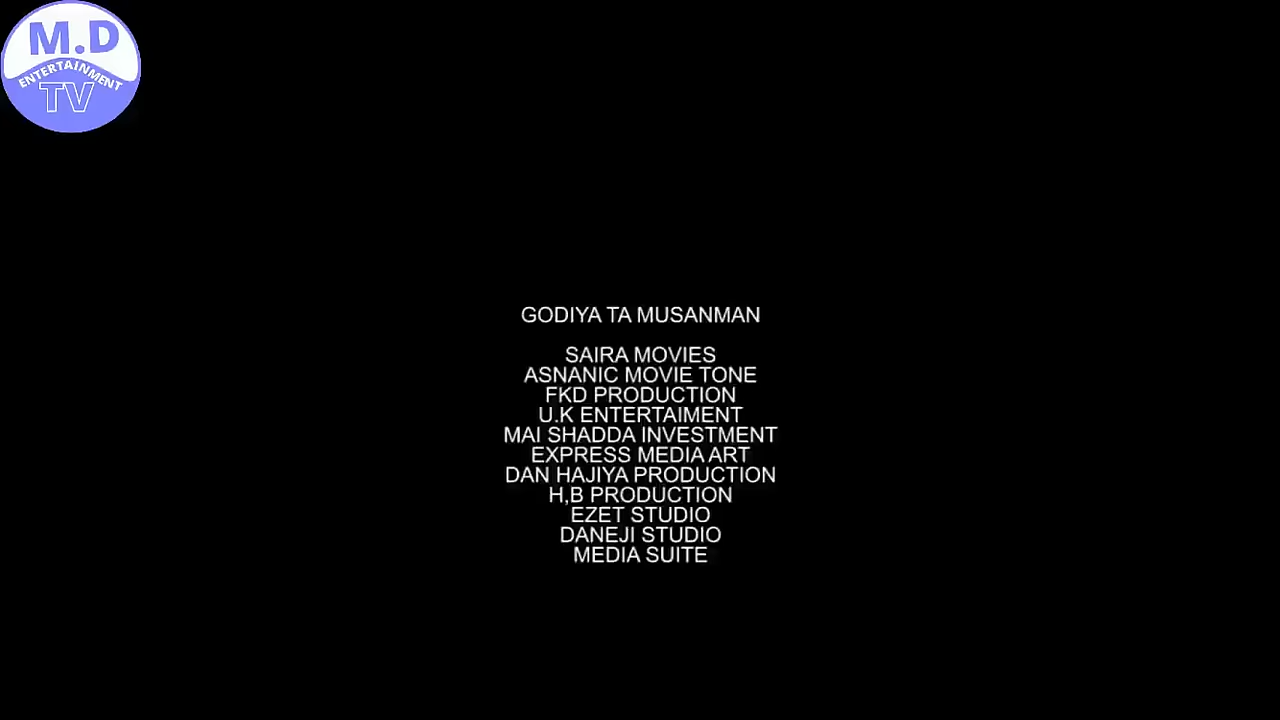 M.D
ENTERTAINMENT
TV
GODIYA TA MUSANMAN
SAIRA MOVIES
ASNANIC MOVIE TONE
FKD PRODUCTION
U.K ENTERTAIMENT
MAI SHADDA INVESTMENT
EXPRESS MEDIA ART
DAN HAJIYA PRODUCTION
H,B PRODUCTION
EZET STUDIO
DANEJI STUDIO
MEDIA SUITE